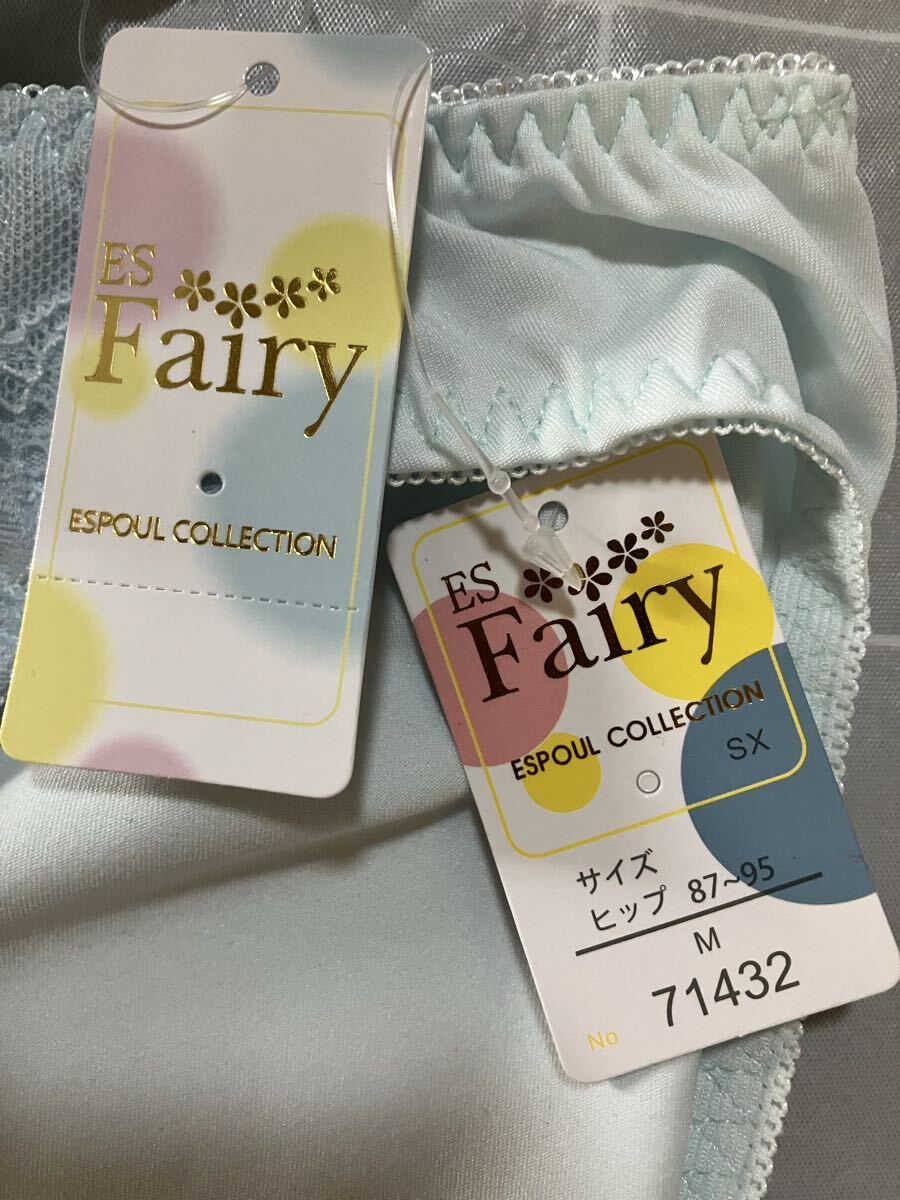 ES
Fairy
ESPOUL COLLECTION
ES
Fairy
ESPOUL COLLECTION
SX
サイズ
ヒップ 87~95
M
No 71432